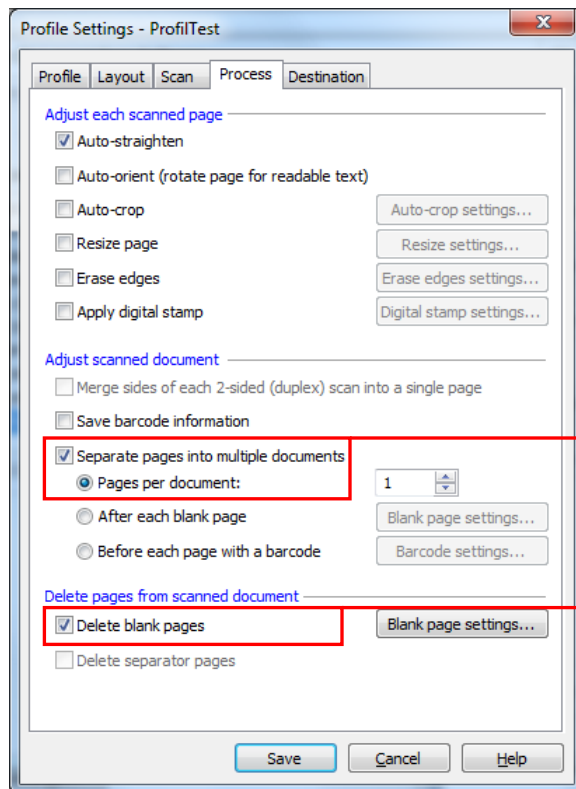 Profile Settings - ProfilTest
Profile Layout Scan Process Destination
Adjust each scanned page
Auto-straighten
Auto-orient (rotate page for readable text)
Auto-crop Auto-crop settings...
Resize page Resize settings...
Erase edges Erase edges settings...
Apply digital stamp Digital stamp settings...
Adjust scanned document
Merge sides of each 2-sided (duplex) scan into a single page
Save barcode information
Separate pages into multiple documents
Pages per document: 1
After each blank page Blank page settings...
Before each page with a barcode Barcode settings...
Delete pages from scanned document
Delete blank pages Blank page settings...
Delete separator pages
Save Cancel Help